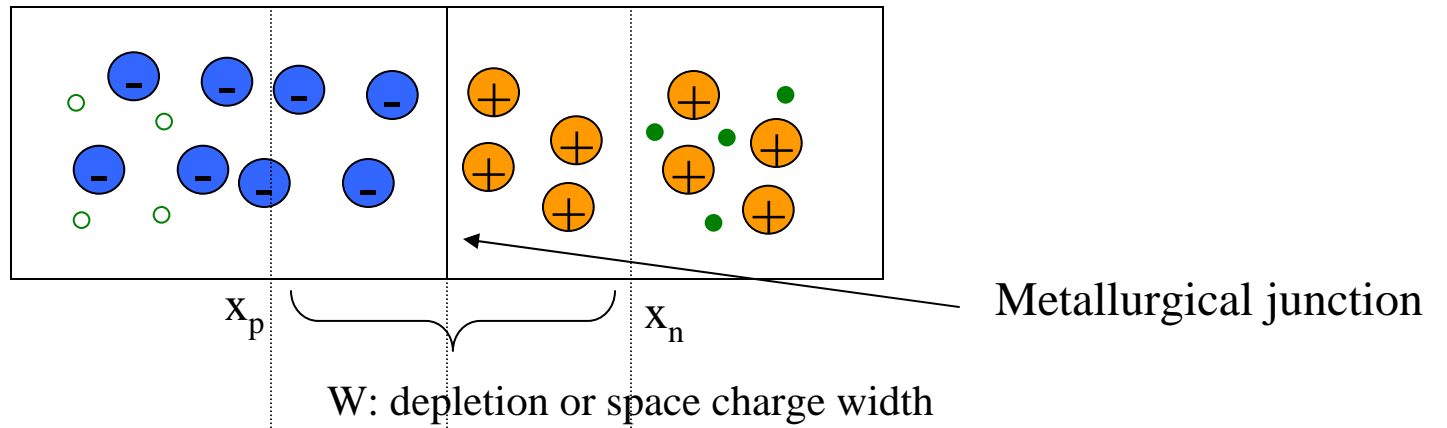 - - - -
+
+
+
+
- - - -
+
+
+
+
x_p
x_n
Metallurgical junction
W: depletion or space charge width